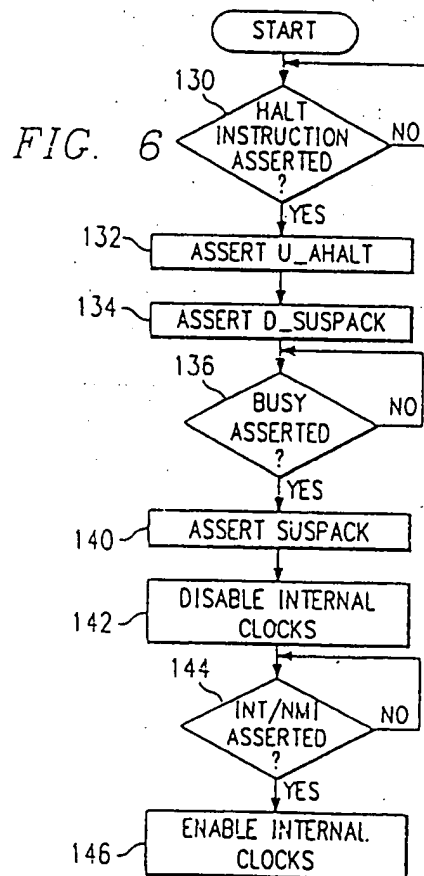 START
130
HALT
INSTRUCTION
ASSERTED
?
NO
FIG. 6
YES
132
ASSERT U_AHALT
134
ASSERT D_SUSPACK
136
BUSY
ASSERTED
?
NO
YES
140
ASSERT SUSPACK
142
DISABLE INTERNAL
CLOCKS
144
INT/NMI
ASSERTED
?
NO
YES
146
ENABLE INTERNAL
CLOCKS